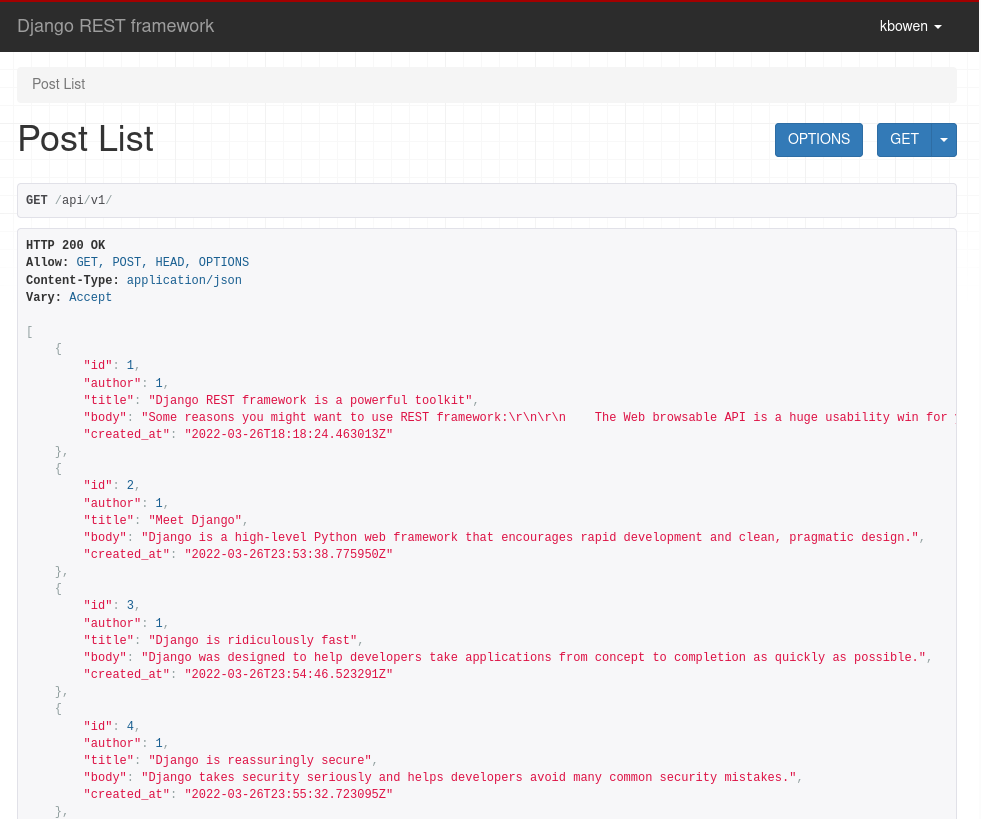 Django REST framework
kbowen
Post List
Post List
OPTIONS
GET
GET /api/v1/
HTTP 200 OK
Allow: GET, POST, HEAD, OPTIONS
Content-Type: application/json
Vary: Accept
[
    {
        "id": 1,
        "author": 1,
        "title": "Django REST framework is a powerful toolkit",
        "body": "Some reasons you might want to use REST framework:\r\n\r\n    The Web browsable API is a huge usability win for
        "created_at": "2022-03-26T18:18:24.463013Z"
    },
    {
        "id": 2,
        "author": 1,
        "title": "Meet Django",
        "body": "Django is a high-level Python web framework that encourages rapid development and clean, pragmatic design.",
        "created_at": "2022-03-26T23:53:38.775950Z"
    },
    {
        "id": 3,
        "author": 1,
        "title": "Django is ridiculously fast",
        "body": "Django was designed to help developers take applications from concept to completion as quickly as possible.",
        "created_at": "2022-03-26T23:54:46.523291Z"
    },
    {
        "id": 4,
        "author": 1,
        "title": "Django is reassuringly secure",
        "body": "Django takes security seriously and helps developers avoid many common security mistakes.",
        "created_at": "2022-03-26T23:55:32.723095Z"
    },